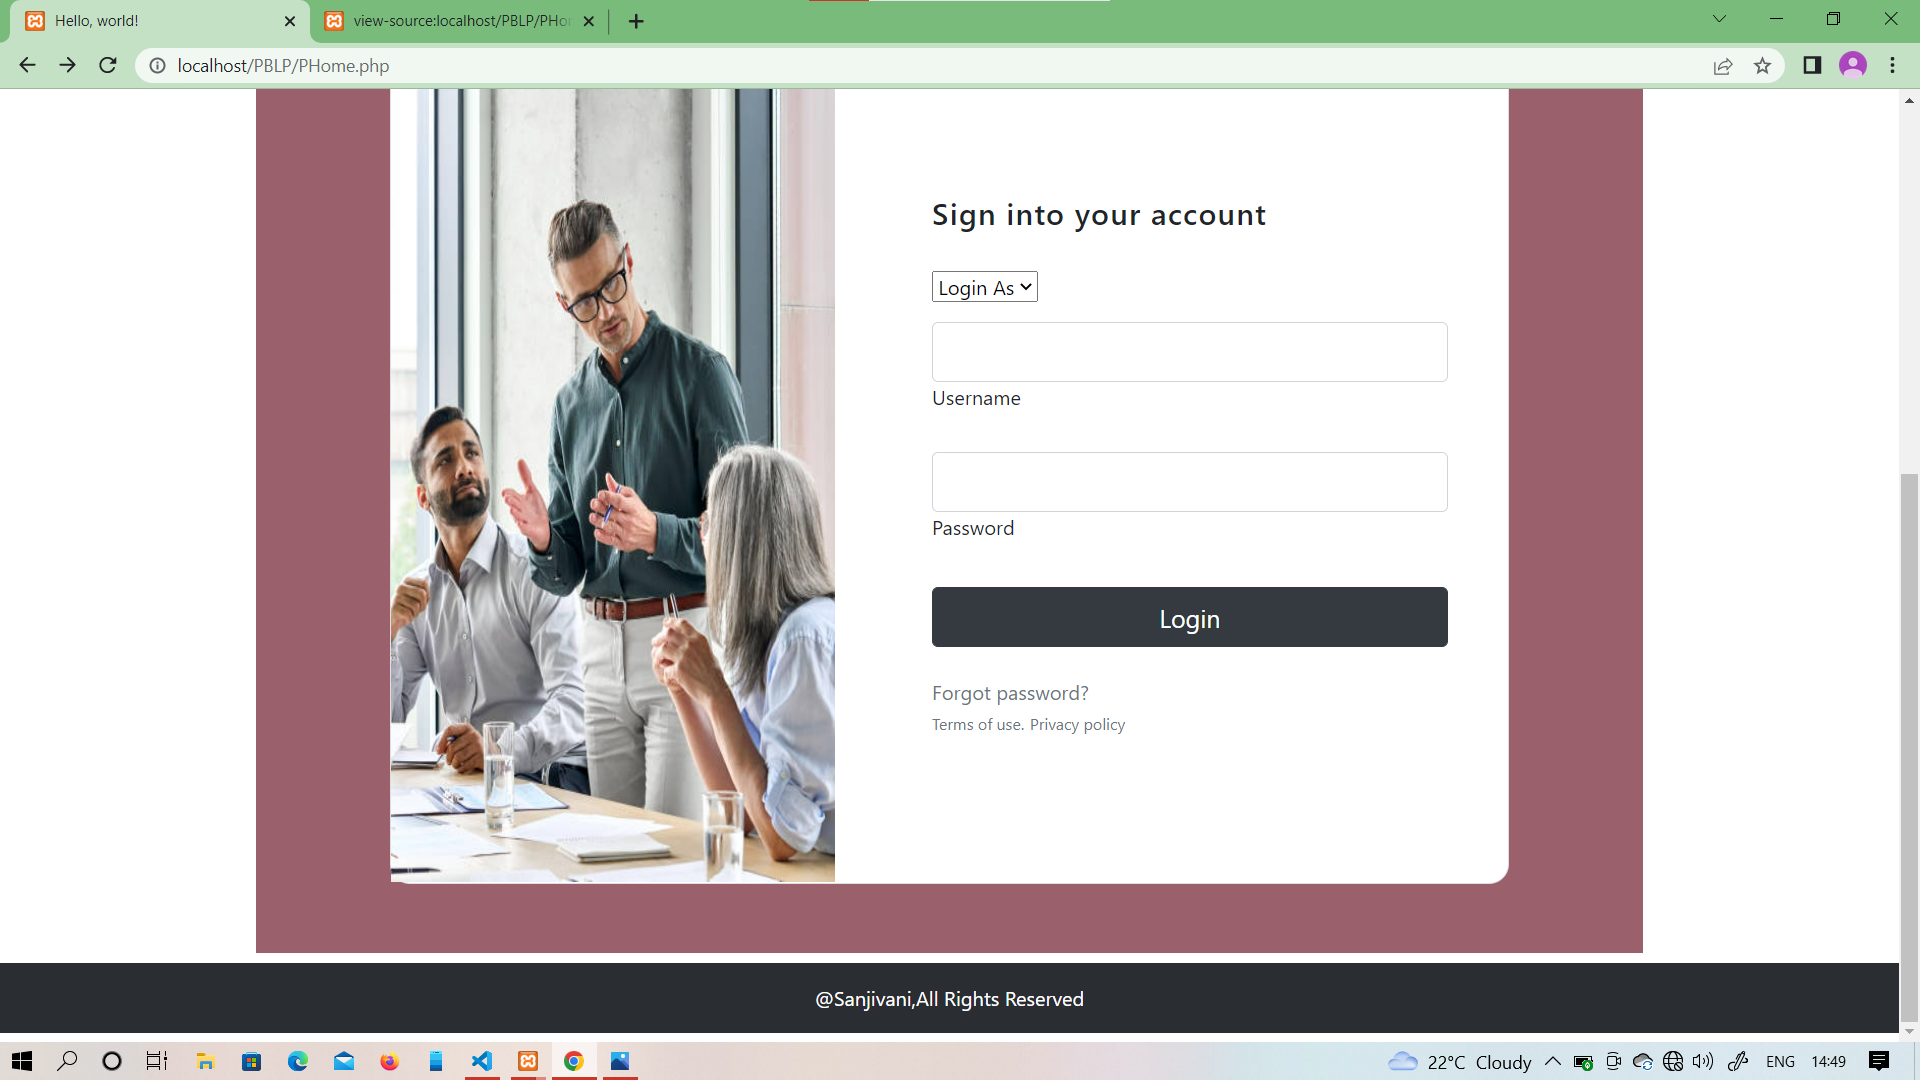 Hello, world!
view-source:localhost/PBLP/PHo
localhost/PBLP/PHome.php
Sign into your account
Login As
Username
Password
Login
Forgot password?
Terms of use. Privacy policy
@Sanjivani,All Rights Reserved
22°C Cloudy
ENG
14:49